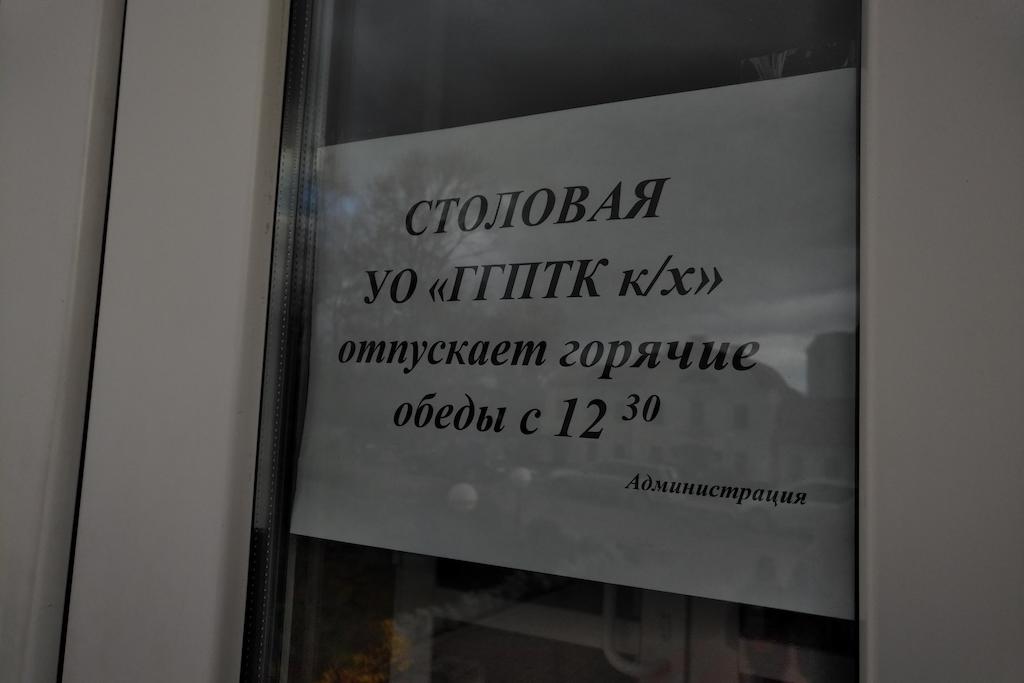 СТОЛОВАЯ
УО «ГГПТК к/х»
отпускает горячие
обеды с 12 30
Администрация